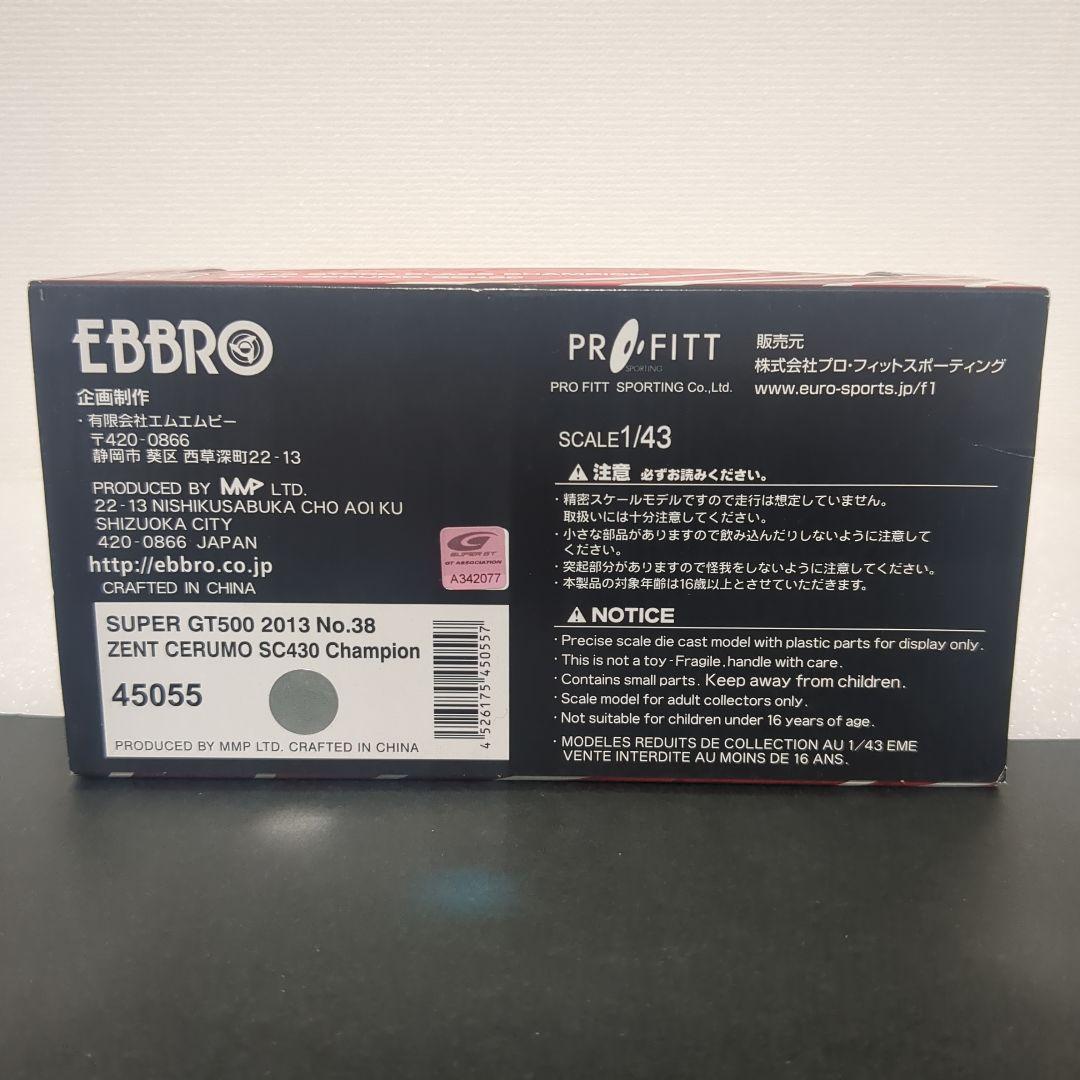 EBBRO
企画制作
・有限会社エムエムピー
〒420-0866
静岡市 葵区 西草深町22-13
PRODUCED BY MMP LTD.
22-13 NISHIKUSABUKA CHO AOI KU
SHIZUOKA CITY
420-0866 JAPAN
http://ebbro.co.jp
CRAFTED IN CHINA
SUPER GT
GT ASSOCIATION
A342077
SUPER GT500 2013 No.38
ZENT CERUMO SC430 Champion
45055
PRODUCED BY MMP LTD. CRAFTED IN CHINA
4 526175 450557
PRO FITT
SPORTING
PRO FITT SPORTING Co.,Ltd.
販売元
株式会社プロ・フィットスポーティング
www.euro-sports.jp/f1
SCALE1/43
注意 必ずお読みください。
・精密スケールモデルですので走行は想定していません。
取扱いには十分注意してください。
・小さな部品がありますので飲み込んだりしないように注意して
ください。
・突起部分がありますので怪我をしないように注意してください。
・本製品の対象年齢は16歳以上とさせていただきます。
NOTICE
・Precise scale die cast model with plastic parts for display only.
・This is not a toy-Fragile, handle with care.
・Contains small parts. Keep away from children.
・Scale model for adult collectors only.
・Not suitable for children under 16 years of age.
・MODELES REDUITS DE COLLECTION AU 1/43 EME
VENTE INTERDITE AU MOINS DE 16 ANS.